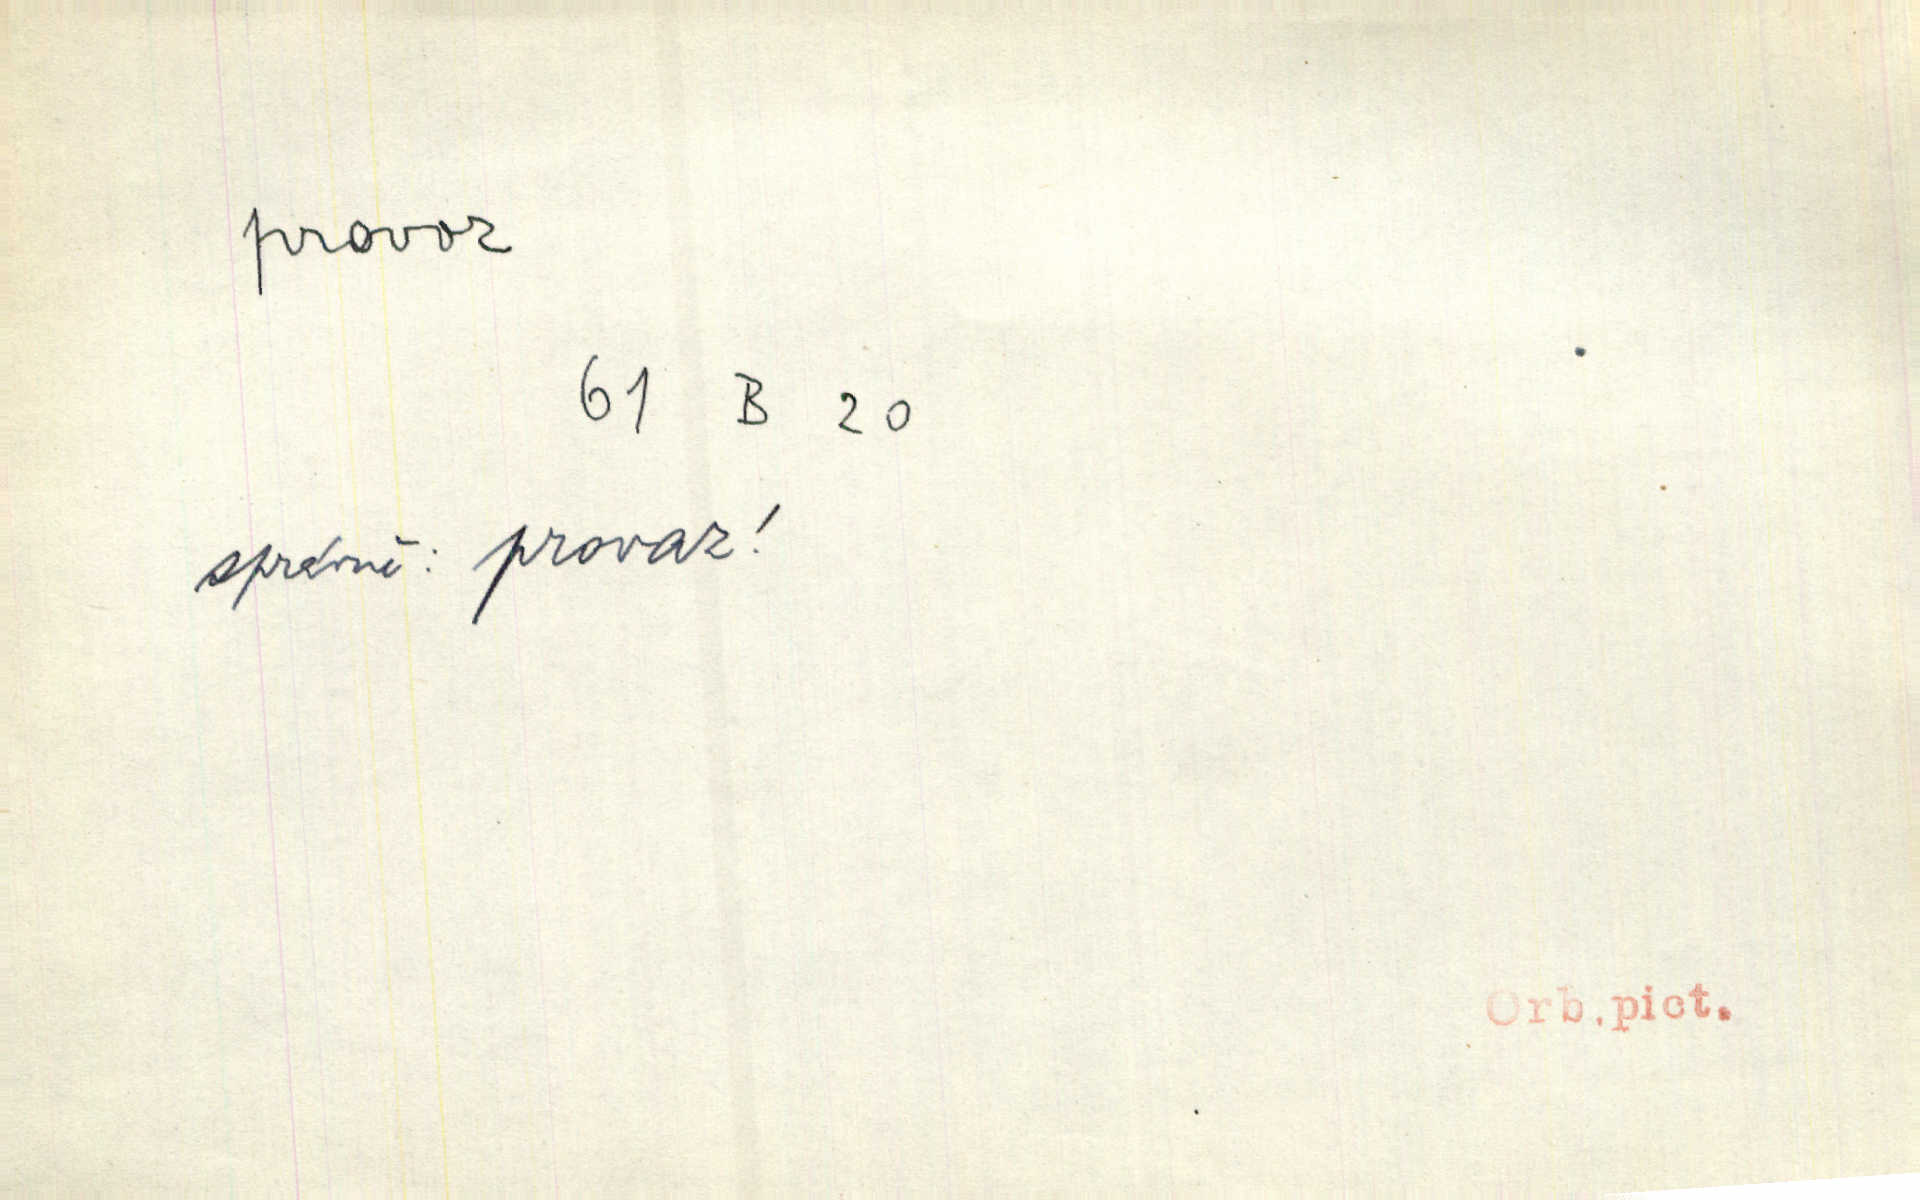 provoz
61 B 20
správně: provaz!
Orb.pict.